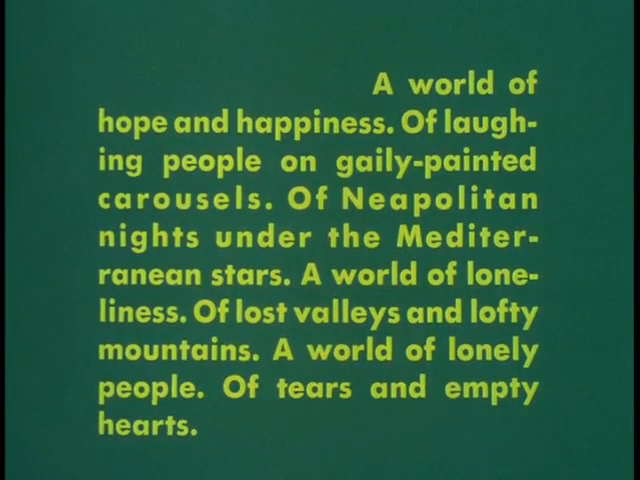 A world of
hope and happiness. Of laugh-
ing people on gaily-painted
carousels. Of Neapolitan
nights under the Mediter-
ranean stars. A world of lone-
liness. Of lost valleys and lofty
mountains. A world of lonely
people. Of tears and empty
hearts.